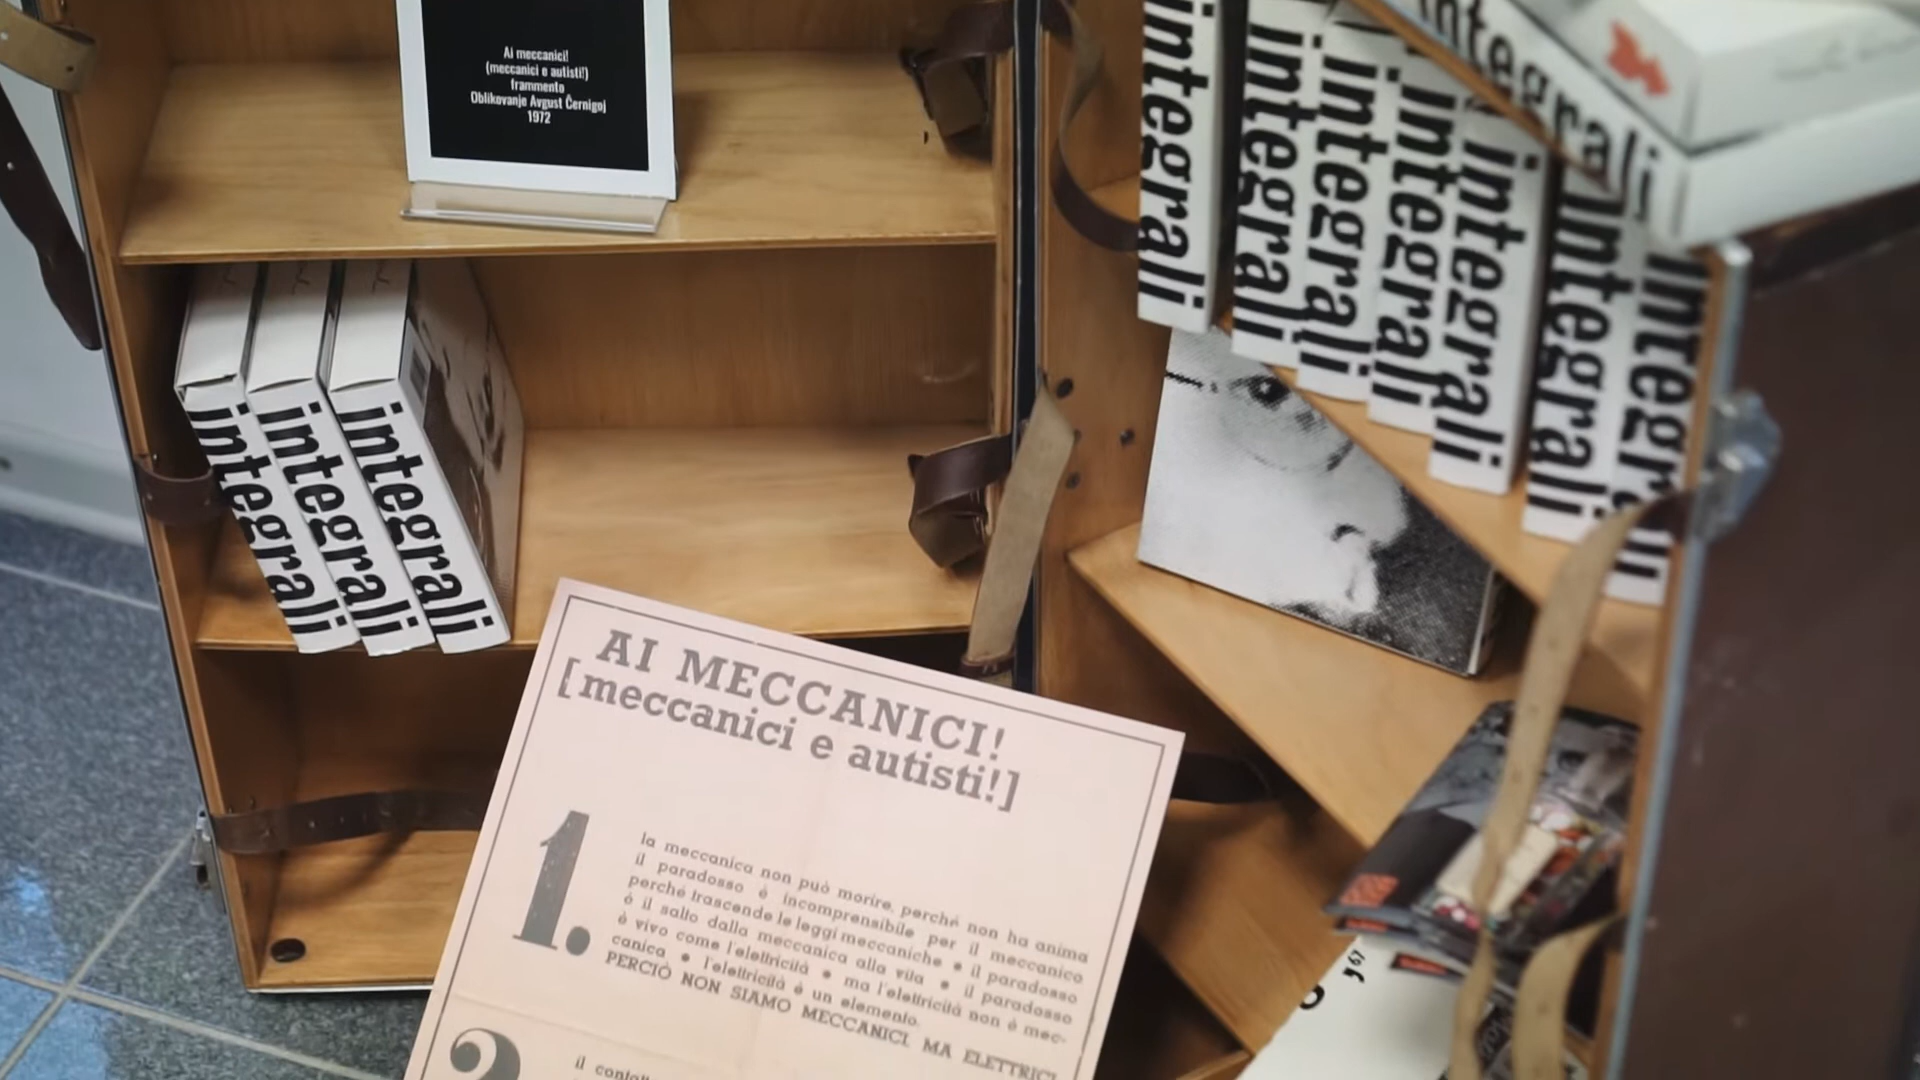 Ai meccanici!
(meccanici e autisti!)
frammento
Oblikovanje Avgust Černigoj
1972
integrali
integrali
integrali
integrali
integrali
integrali
integrali
integrali
integrali
integrali
integrali
AI MECCANICI!
[meccanici e autisti!]
1.
la meccanica non può morire, perché non ha anima
il paradosso è incomprensibile per il meccanico
perché trascende le leggi meccaniche • il paradosso
è il salto dalla meccanica alla vita • il paradosso
è vivo come l'elettricità • ma l'elettricità non è mec-
canica • l'elettricità è un elemento.
PERCIÒ NON SIAMO MECCANICI, MA ELETTRICI
2
il